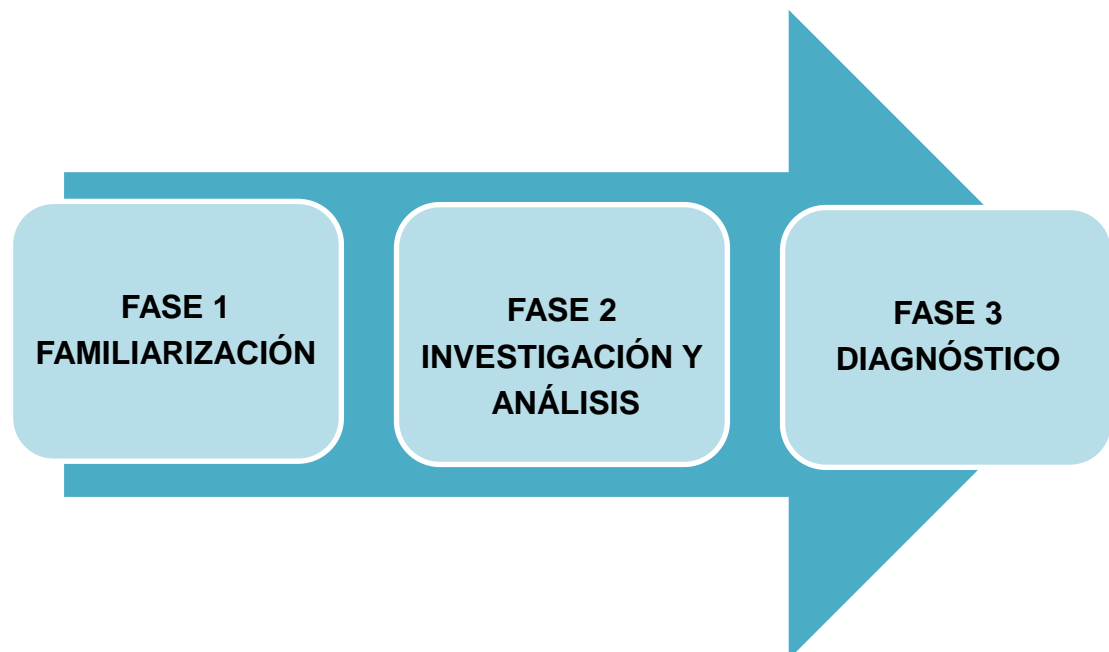 FASE 1
FAMILIARIZACIÓN
FASE 2
INVESTIGACIÓN Y
ANÁLISIS
FASE 3
DIAGNÓSTICO